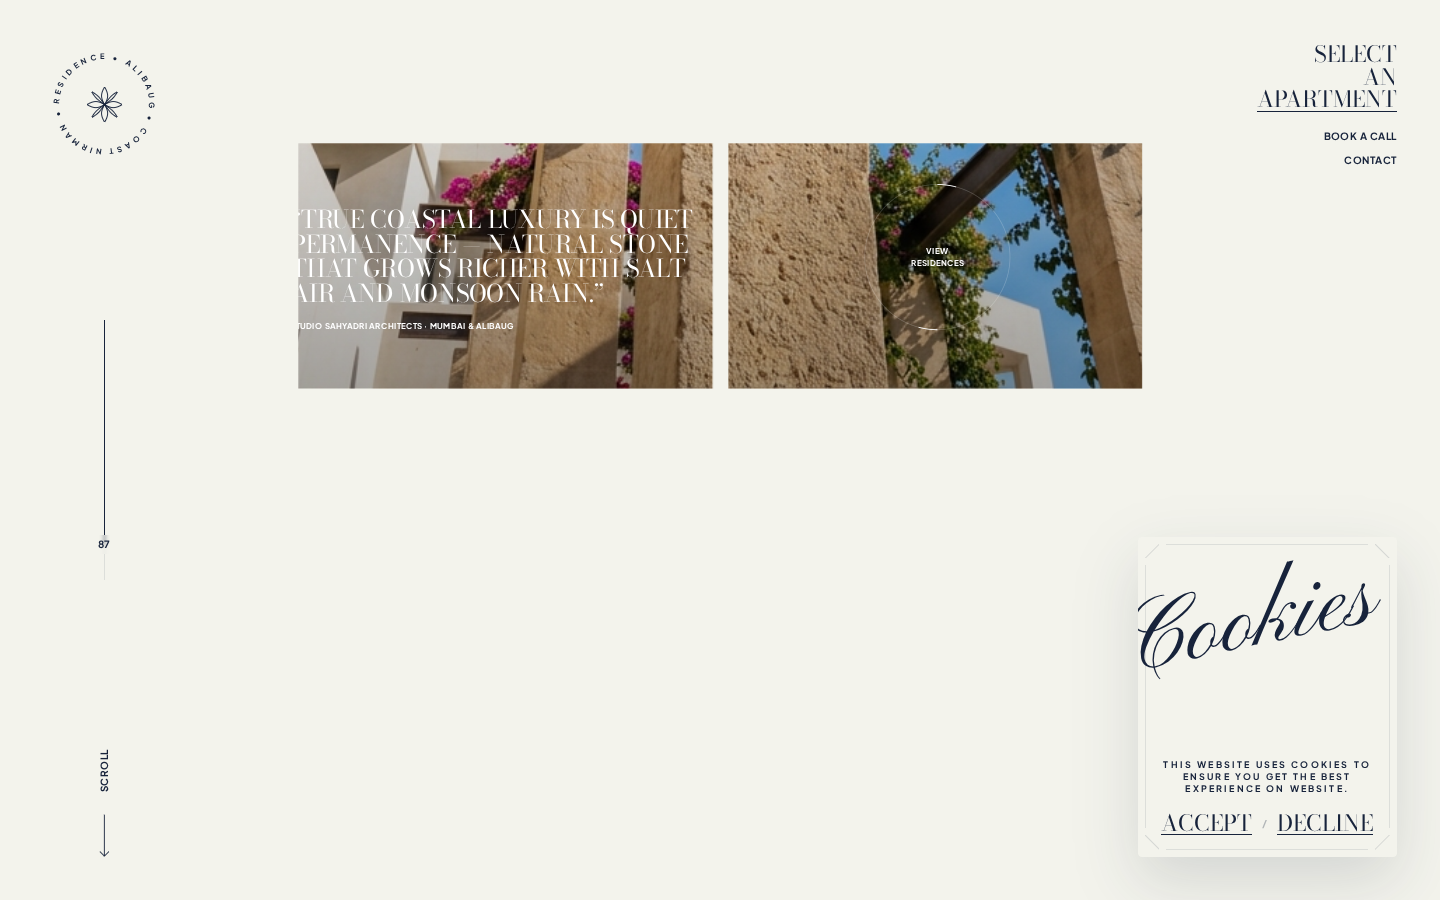 RESIDENCE • ALIBAUG • COAST NIRMAN •
SELECT
AN
APARTMENT
BOOK A CALL
CONTACT
“TRUE COASTAL LUXURY IS QUIET
PERMANENCE — NATURAL STONE
THAT GROWS RICHER WITH SALT
AIR AND MONSOON RAIN.”
TUDIO SAHYADRI ARCHITECTS · MUMBAI & ALIBAUG
VIEW
RESIDENCES
87
SCROLL
Cookies
THIS WEBSITE USES COOKIES TO
ENSURE YOU GET THE BEST
EXPERIENCE ON WEBSITE.
ACCEPT / DECLINE